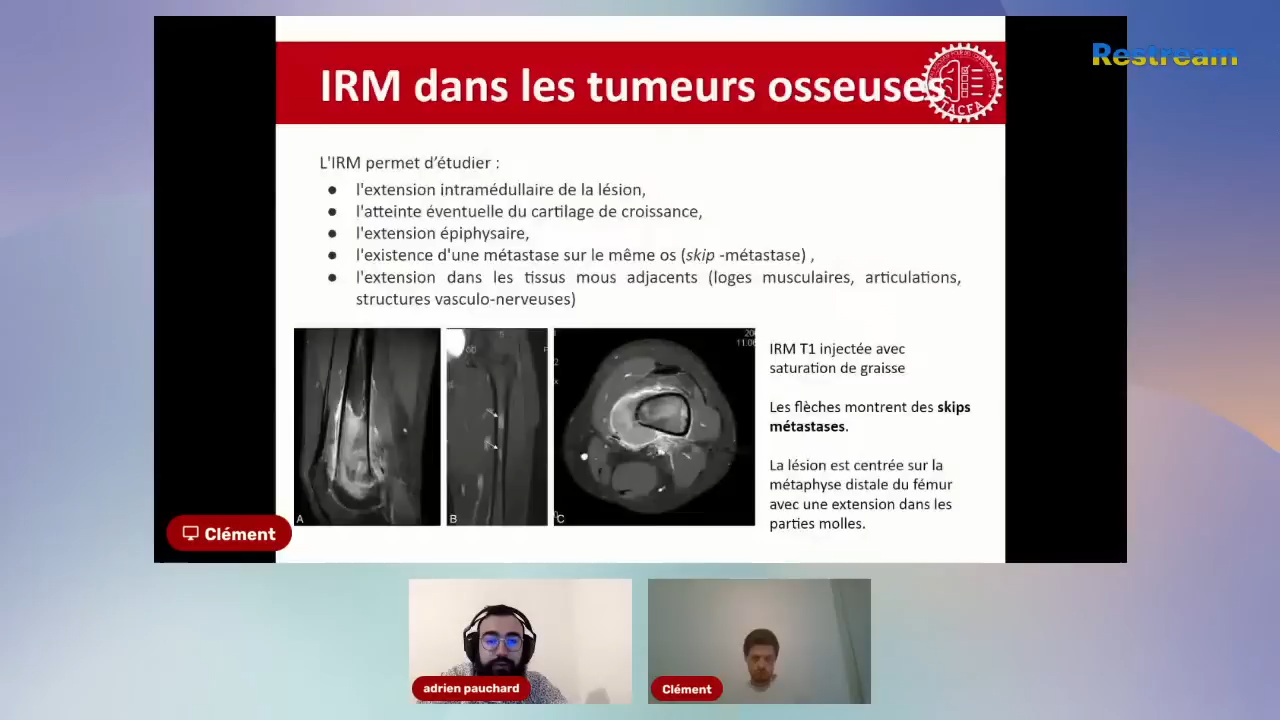 Restream
IRM dans les tumeurs osseuses
TACFA
L'IRM permet d'étudier :
● l'extension intramédullaire de la lésion,
● l'atteinte éventuelle du cartilage de croissance,
● l'extension épiphysaire,
● l'existence d'une métastase sur le même os (skip -métastase) ,
● l'extension dans les tissus mous adjacents (loges musculaires, articulations,
structures vasculo-nerveuses)
A
B
C
IRM T1 injectée avec
saturation de graisse
Les flèches montrent des skips
métastases.
La lésion est centrée sur la
métaphyse distale du fémur
avec une extension dans les
parties molles.
Clément
adrien pauchard
Clément